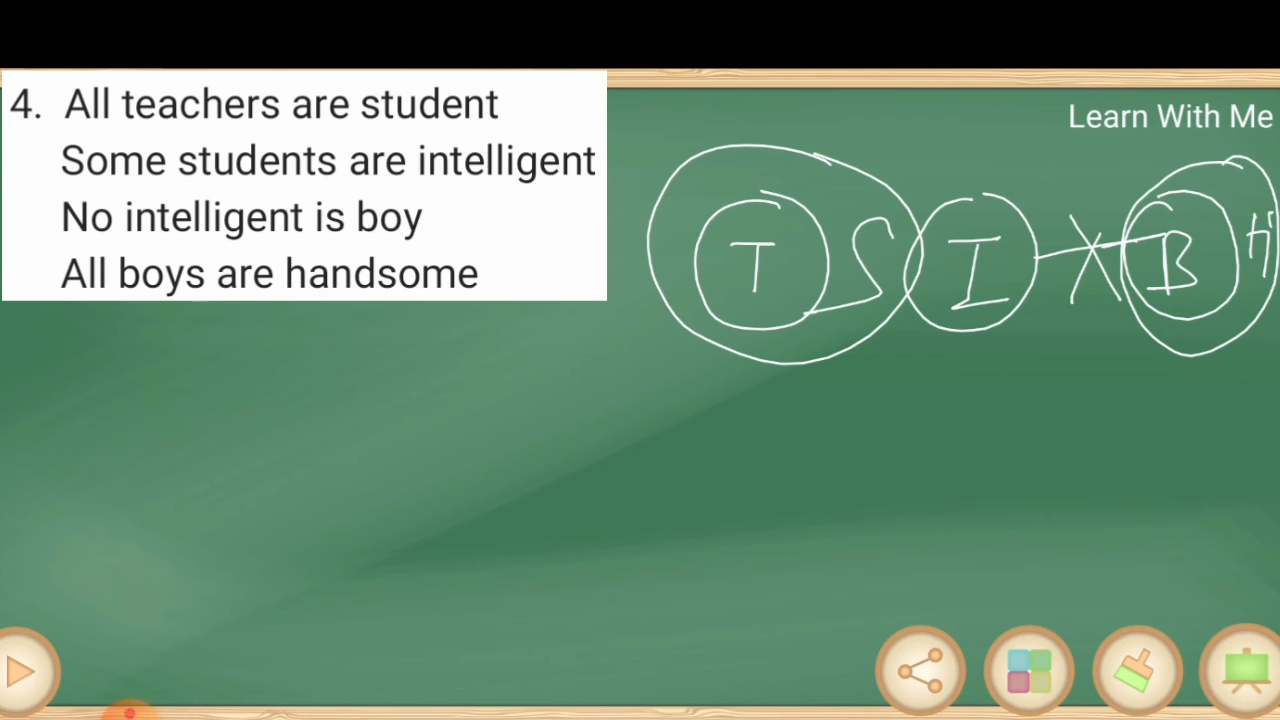 4. All teachers are student
Some students are intelligent
No intelligent is boy
All boys are handsome
Learn With Me
T S I X B H